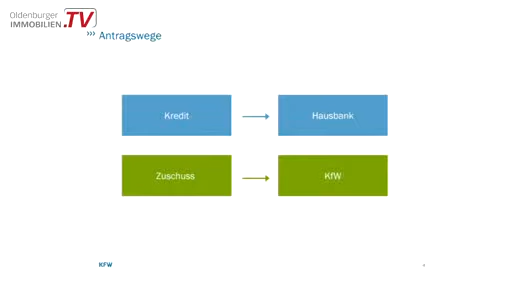 Oldenburger
IMMOBILIEN.TV
››› Antragswege
Kredit
Hausbank
Zuschuss
KfW
KFW